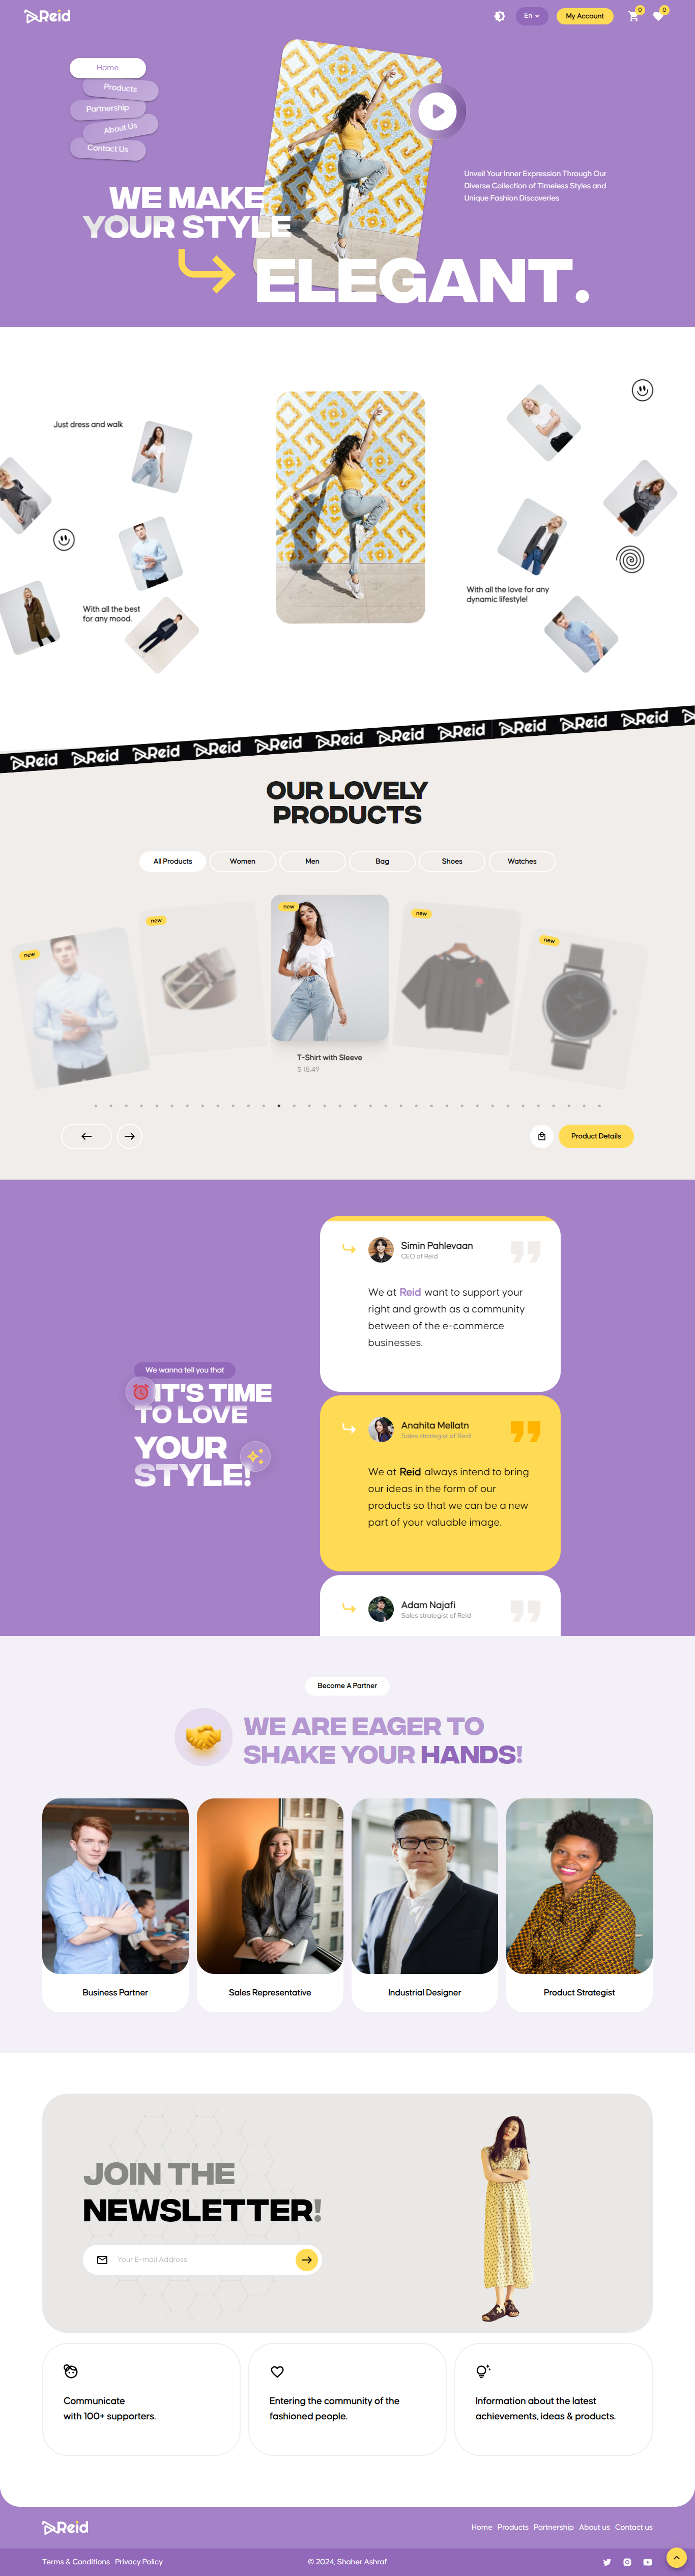 Reid
En
My Account
0
0
Home
Products
Partnership
About Us
Contact Us
Unveil Your Inner Expression Through Our
Diverse Collection of Timeless Styles and
Unique Fashion Discoveries
WE MAKE
YOUR STYLE
ELEGANT.
Just dress and walk
With all the best
for any mood.
With all the love for any
dynamic lifestyle!
Reid Reid Reid Reid Reid Reid Reid Reid Reid Reid Reid
OUR LOVELY
PRODUCTS
All Products
Women
Men
Bag
Shoes
Watches
new
new
new
new
new
T-Shirt with Sleeve
$ 18.49
Product Details
We wanna tell you that
IT'S TIME
TO LOVE
YOUR
STYLE!
Simin Pahlevaan
CEO of Reid
We at Reid want to support your
right and growth as a community
between of the e-commerce
businesses.
Anahita Mellatn
Sales strategist of Reid
We at Reid always intend to bring
our ideas in the form of our
products so that we can be a new
part of your valuable image.
Adam Najafi
Sales strategist of Reid
Become A Partner
WE ARE EAGER TO
SHAKE YOUR HANDS!
Business Partner
Sales Representative
Industrial Designer
Product Strategist
JOIN THE
NEWSLETTER!
Your E-mail Address
Communicate
with 100+ supporters.
Entering the community of the
fashioned people.
Information about the latest
achievements, ideas & products.
Reid
Home
Products
Partnership
About us
Contact us
Terms & Conditions
Privacy Policy
© 2024, Shaher Ashraf